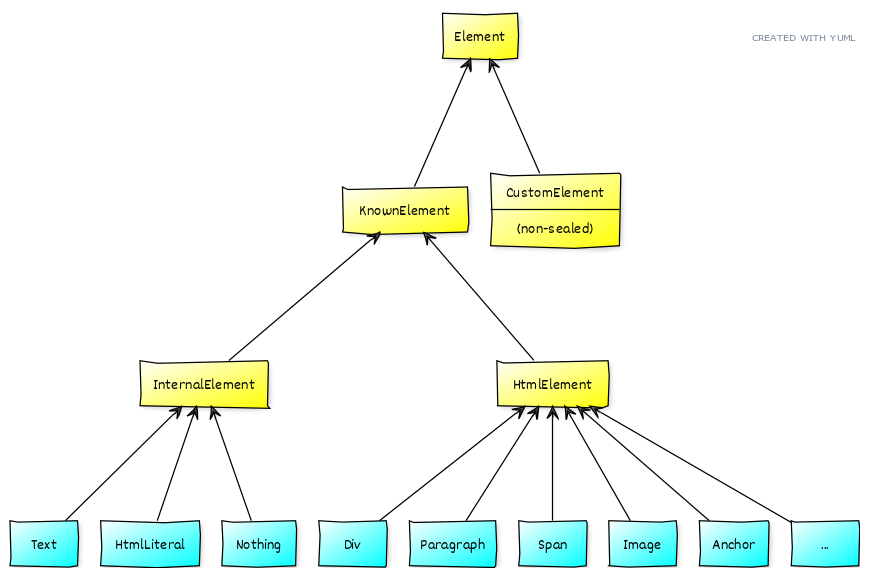 Element
CREATED WITH YUML
CustomElement
(non-sealed)
KnownElement
InternalElement
HtmlElement
Text
HtmlLiteral
Nothing
Div
Paragraph
Span
Image
Anchor
...